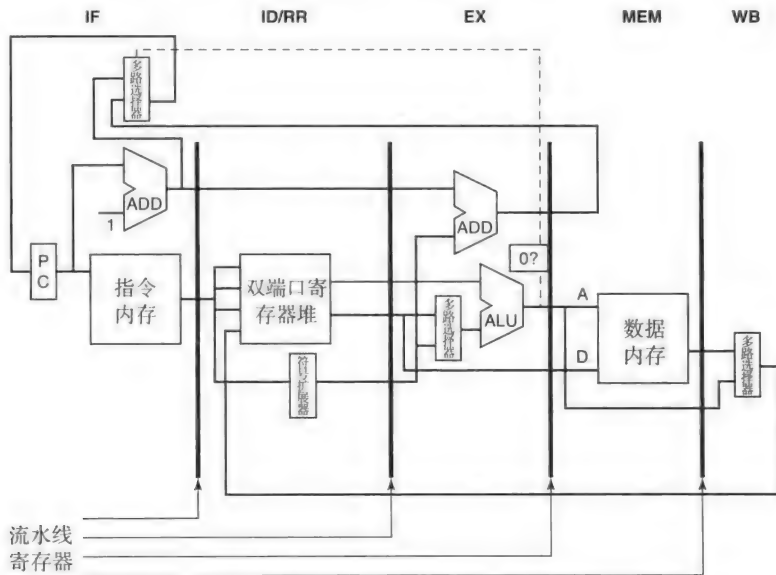 IF
ID/RR
EX
MEM
WB
多路选择器
ADD
1
PC
指令
内存
双端口寄
存器堆
符号扩展器
ADD
0?
多路选择器
ALU
A
D
数据
内存
多路选择器
流水线
寄存器